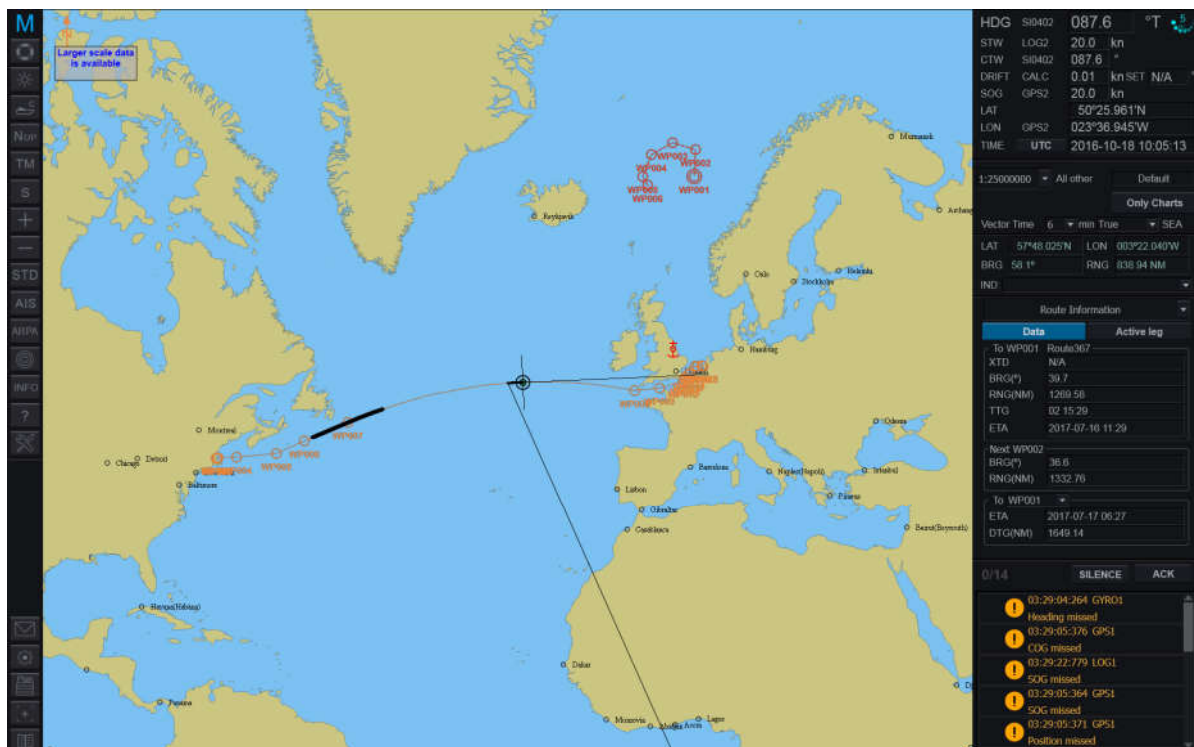 M
Larger scale data
is available
N UP
TM
S
STD
AIS
ARPA
INFO
?
Reykjavik
Murmansk
Oslo
Helsinki
Stockholm
Hamburg
WP002
WP004
WP002
WP001
WP006
WP007
Montreal
Chicago
Detroit
Baltimore
Odessa
Barcelona
Naples(Napoli)
Istanbul
Piraeus
Lisbon
Gibraltar
Casablanca
Beirut(Beyrouth)
Havana(Habana)
Dakar
Panama
Monrovia
Abidjan
Accra
Lagos
HDG SI0402 087.6 °T 5
STW LOG2 20.0 kn
CTW SI0402 087.6 °
DRIFT CALC 0.01 kn SET N/A
SOG GPS2 20.0 kn
LAT 50°25.961'N
LON GPS2 023°36.945'W
TIME UTC 2016-10-18 10:05:13
1:25000000 All other Default
Only Charts
Vector Time 6 min True SEA
LAT 57°48.025'N LON 003°22.040'W
BRG 58.1° RNG 838.94 NM
IND
Route Information
Data Active leg
To WP001 Route367
XTD N/A
BRG(°) 39.7
RNG(NM) 1269.58
TTG 02 15:29
ETA 2017-07-16 11:29
Next WP002
BRG(°) 36.6
RNG(NM) 1332.76
To WP001
ETA 2017-07-17 06:27
DTG(NM) 1649.14
0/14 SILENCE ACK
03:29:04:264 GYRO1
Heading missed
03:29:05:376 GPS1
COG missed
03:29:22:779 LOG1
SOG missed
03:29:05:364 GPS1
SOG missed
03:29:05:371 GPS1
Position missed